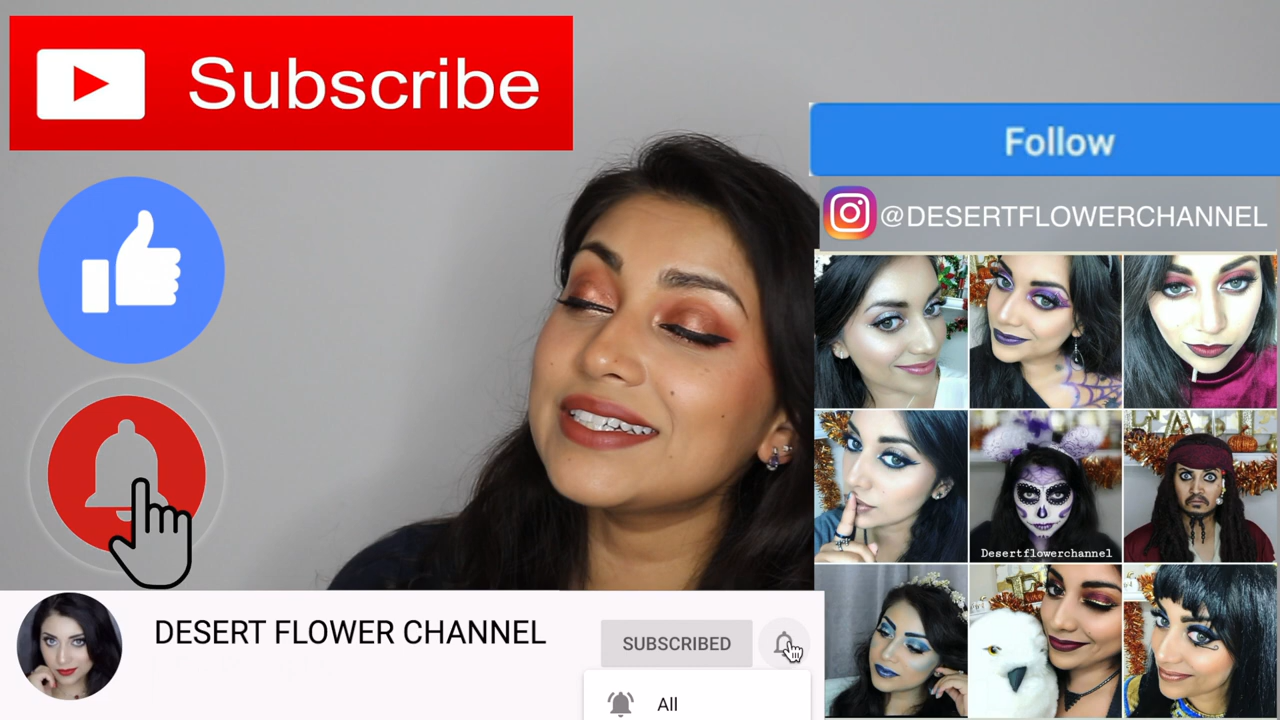 Subscribe
Follow
@DESERTFLOWERCHANNEL
Desertflowerchannel
DESERT FLOWER CHANNEL
SUBSCRIBED
All